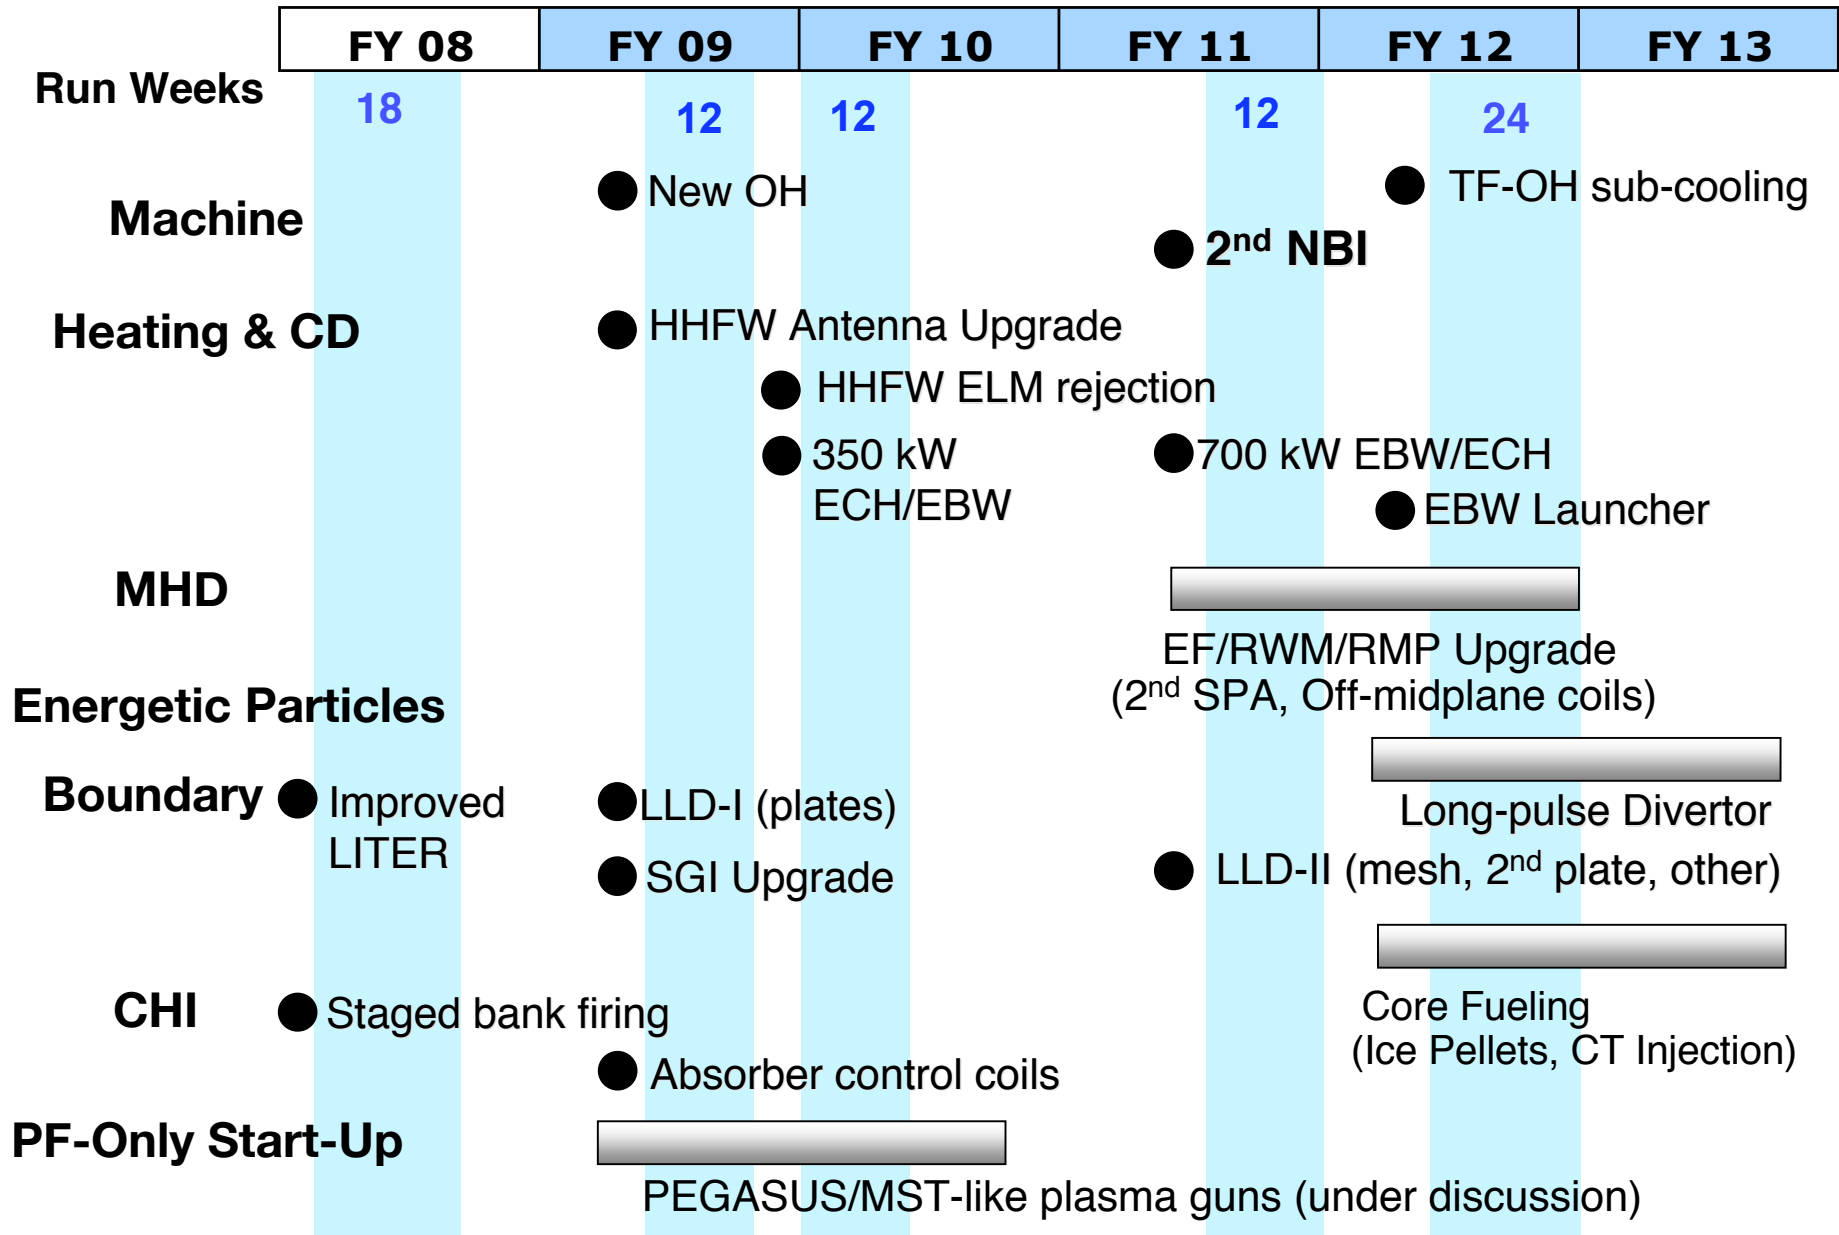 FY 08 FY 09 FY 10 FY 11 FY 12 FY 13
Run Weeks 18 12 12 12 24
Machine
New OH
TF-OH sub-cooling
2nd NBI
Heating & CD
HHFW Antenna Upgrade
HHFW ELM rejection
350 kW
ECH/EBW
700 kW EBW/ECH
EBW Launcher
MHD
EF/RWM/RMP Upgrade
(2nd SPA, Off-midplane coils)
Energetic Particles
Boundary
Improved
LITER
LLD-I (plates)
Long-pulse Divertor
SGI Upgrade
LLD-II (mesh, 2nd plate, other)
CHI
Staged bank firing
Core Fueling
(Ice Pellets, CT Injection)
Absorber control coils
PF-Only Start-Up
PEGASUS/MST-like plasma guns (under discussion)